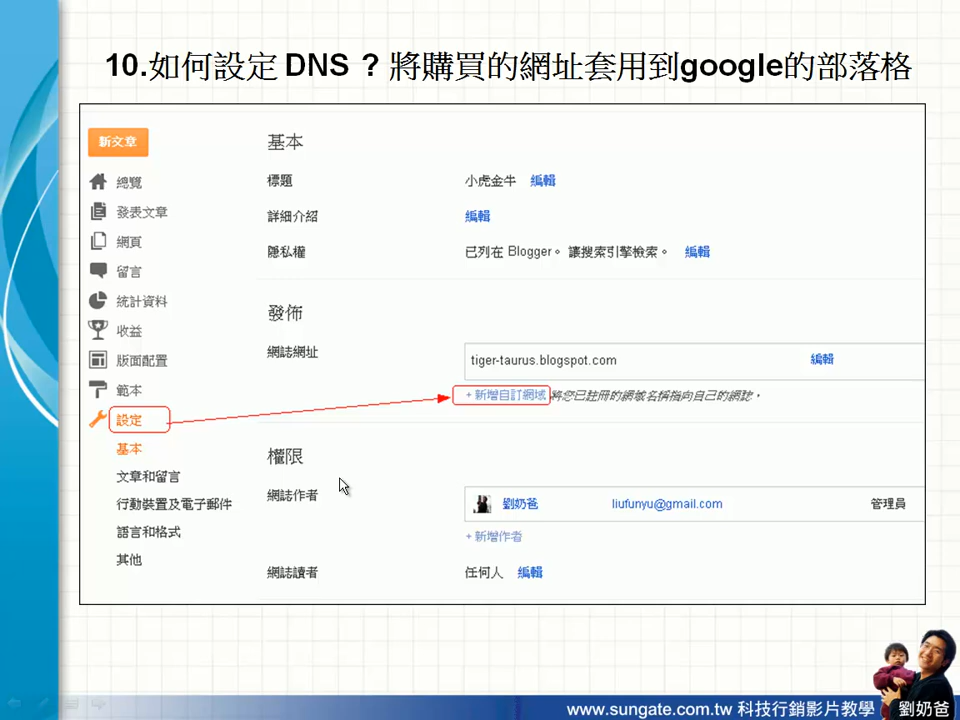 10.如何設定 DNS ? 將購買的網址套用到google的部落格
新文章
總覽
發表文章
網頁
留言
統計資料
收益
版面配置
範本
設定
基本
文章和留言
行動裝置及電子郵件
語言和格式
其他
基本
標題 小虎金牛 編輯
詳細介紹 編輯
隱私權 已列在 Blogger。 讓搜索引擎檢索。 編輯
發佈
網誌網址 tiger-taurus.blogspot.com 編輯
+ 新增自訂網域 將您已註冊的網域名稱指向自己的網誌。
權限
網誌作者 劉奶爸 liufunyu@gmail.com 管理員
+ 新增作者
網誌讀者 任何人 編輯
www.sungate.com.tw 科技行銷影片教學 劉奶爸